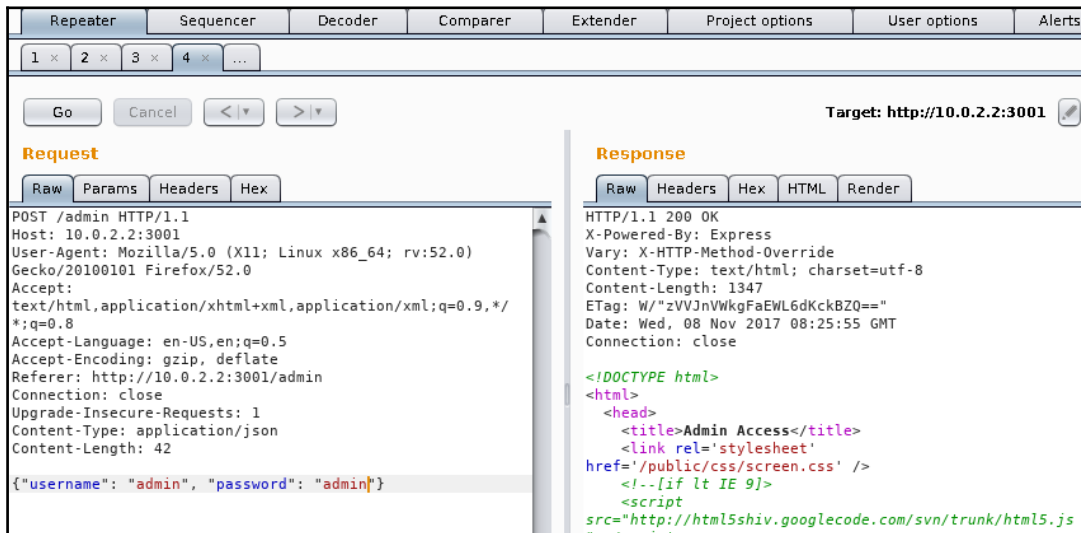 Repeater Sequencer Decoder Comparer Extender Project options User options Alerts
1 × 2 × 3 × 4 × ...
Go Cancel < > Target: http://10.0.2.2:3001
Request
Raw Params Headers Hex
POST /admin HTTP/1.1
Host: 10.0.2.2:3001
User-Agent: Mozilla/5.0 (X11; Linux x86_64; rv:52.0)
Gecko/20100101 Firefox/52.0
Accept:
text/html,application/xhtml+xml,application/xml;q=0.9,*/
*;q=0.8
Accept-Language: en-US,en;q=0.5
Accept-Encoding: gzip, deflate
Referer: http://10.0.2.2:3001/admin
Connection: close
Upgrade-Insecure-Requests: 1
Content-Type: application/json
Content-Length: 42
{"username": "admin", "password": "admin"}
Response
Raw Headers Hex HTML Render
HTTP/1.1 200 OK
X-Powered-By: Express
Vary: X-HTTP-Method-Override
Content-Type: text/html; charset=utf-8
Content-Length: 1347
ETag: W/"zVVJnVWkgFaEWL6dKckBZQ=="
Date: Wed, 08 Nov 2017 08:25:55 GMT
Connection: close
<!DOCTYPE html>
<html>
<head>
<title>Admin Access</title>
<link rel='stylesheet'
href='/public/css/screen.css' />
<!--[if lt IE 9]>
<script
src="http://html5shiv.googlecode.com/svn/trunk/html5.js